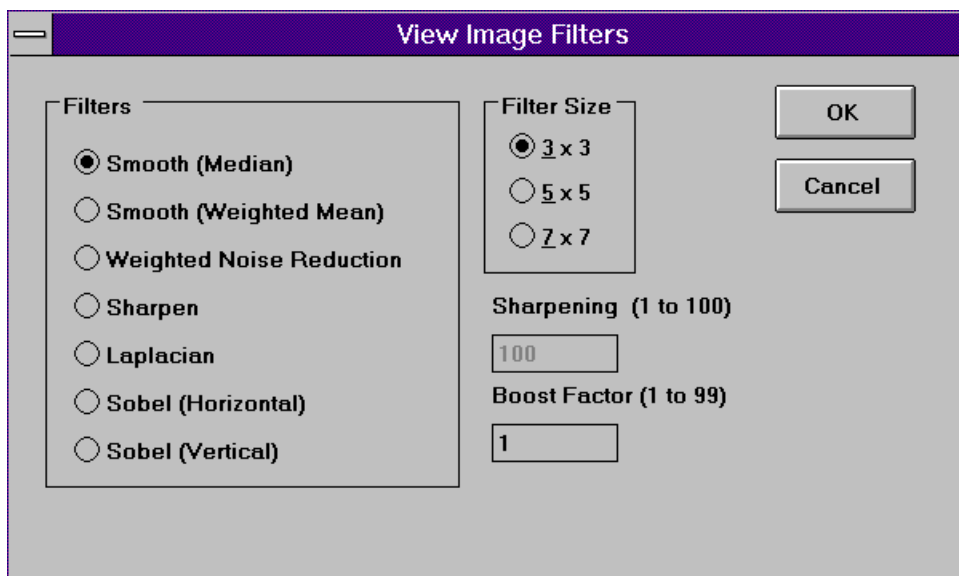 View Image Filters
Filters
Smooth (Median)
Smooth (Weighted Mean)
Weighted Noise Reduction
Sharpen
Laplacian
Sobel (Horizontal)
Sobel (Vertical)
Filter Size
3 x 3
5 x 5
7 x 7
Sharpening (1 to 100)
100
Boost Factor (1 to 99)
1
OK
Cancel